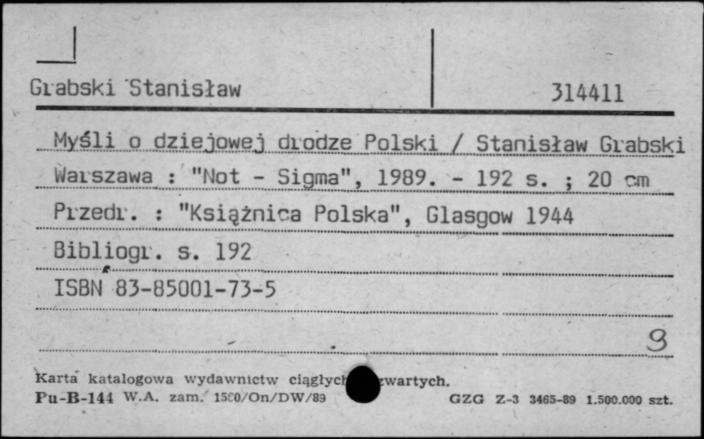 Grabski Stanisław 314411
Myśli o dziejowej drodze Polski / Stanisław Grabski
Warszawa : "Not - Sigma", 1989. - 192 s. ; 20 cm
Przedr. : "Książnica Polska", Glasgow 1944
Bibliogr. s. 192
ISBN 83-85001-73-5
9
Karta katalogowa wydawnictw zwartych.
Pu-B-144 W.A. zam. 1500/On/DW/89 GZG Z-3 3465-89 1.500.000 szt.